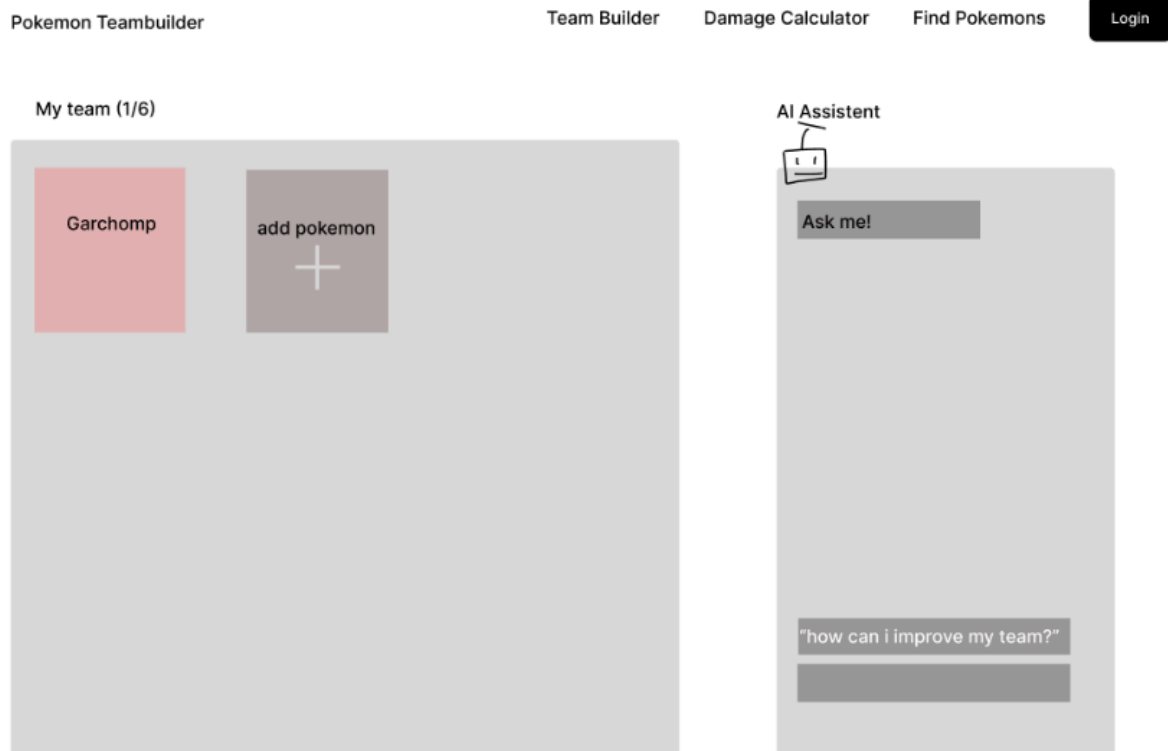 Pokemon Teambuilder
Team Builder
Damage Calculator
Find Pokemons
Login
My team (1/6)
Garchomp
add pokemon
AI Assistent
Ask me!
"how can i improve my team?"